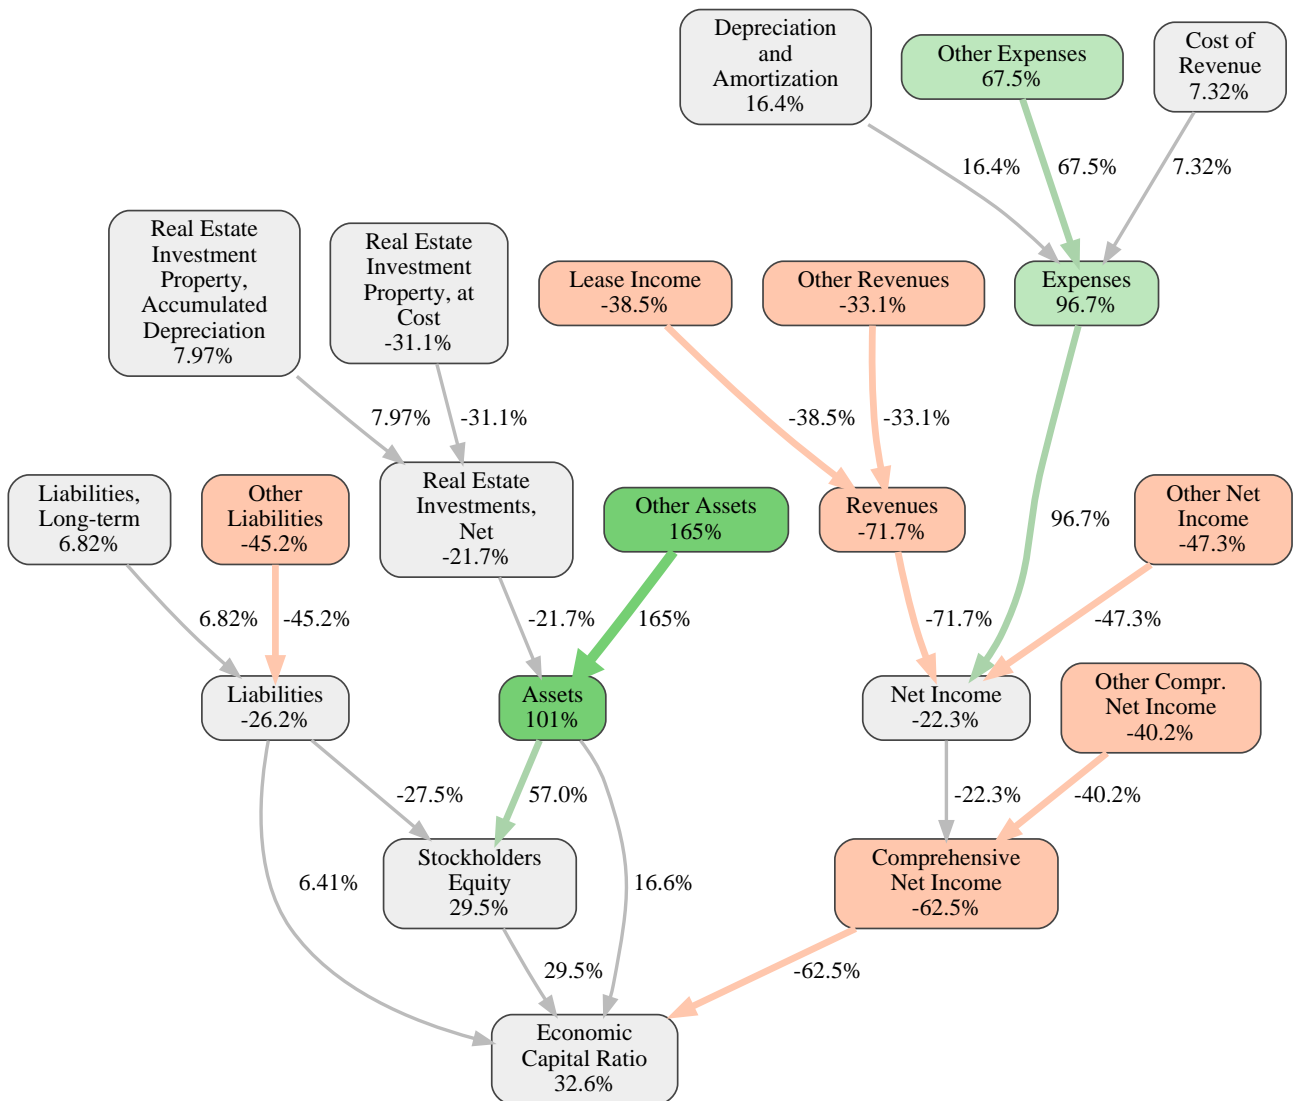 Depreciation
and
Amortization
16.4%
Other Expenses
67.5%
Cost of
Revenue
7.32%
16.4%
67.5%
7.32%
Real Estate
Investment
Property,
Accumulated
Depreciation
7.97%
Real Estate
Investment
Property, at
Cost
-31.1%
Lease Income
-38.5%
Other Revenues
-33.1%
Expenses
96.7%
7.97%
-31.1%
-38.5%
-33.1%
Liabilities,
Long-term
6.82%
Other
Liabilities
-45.2%
Real Estate
Investments,
Net
-21.7%
Other Assets
165%
Revenues
-71.7%
96.7%
Other Net
Income
-47.3%
6.82%
-45.2%
-21.7%
165%
-71.7%
-47.3%
Liabilities
-26.2%
Assets
101%
Net Income
-22.3%
Other Compr.
Net Income
-40.2%
-27.5%
57.0%
-22.3%
-40.2%
6.41%
Stockholders
Equity
29.5%
16.6%
Comprehensive
Net Income
-62.5%
29.5%
-62.5%
Economic
Capital Ratio
32.6%